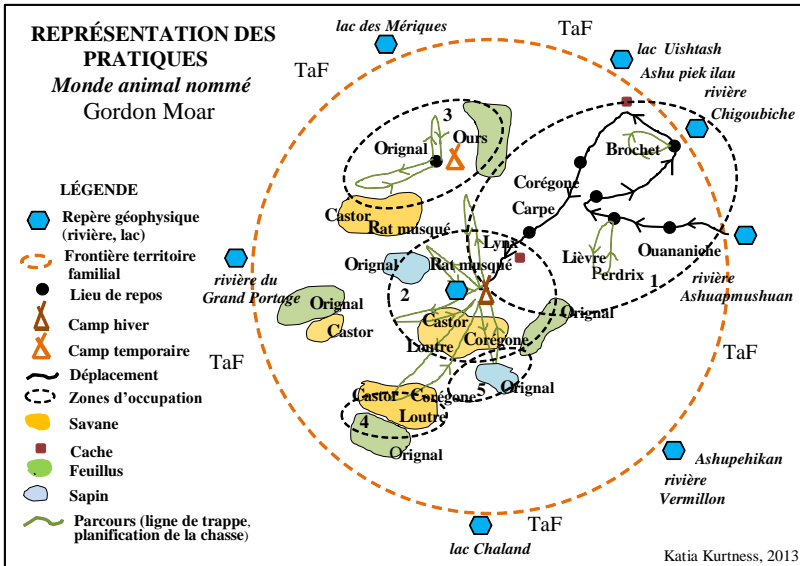 REPRÉSENTATION DES
PRATIQUES
Monde animal nommé
Gordon Moar
LÉGENDE
Repère géophysique
(rivière, lac)
Frontière territoire
familial
Lieu de repos
Camp hiver
Camp temporaire
Déplacement
Zones d'occupation
Savane
Cache
Feuillus
Sapin
Parcours (ligne de trappe,
planification de la chasse)
lac des Mériques
TaF
TaF
lac Uishtash
Ashu piek ilau
rivière
Chigoubiche
3
Ours
Orignal
Brochet
Corégone
Carpe
Castor
Rat musqué
Lynx
Ouananiche
Lièvre
Perdrix
1
rivière
Ashuapmushuan
Orignal
Rat musqué
2
rivière du
Grand Portage
Orignal
Castor
Castor
Loutre
Corégone
Orignal
TaF
TaF
5
Orignal
Castor
Corégone
Loutre
4
Orignal
Ashupehikan
rivière
Vermillon
TaF
lac Chaland
Katia Kurtness, 2013